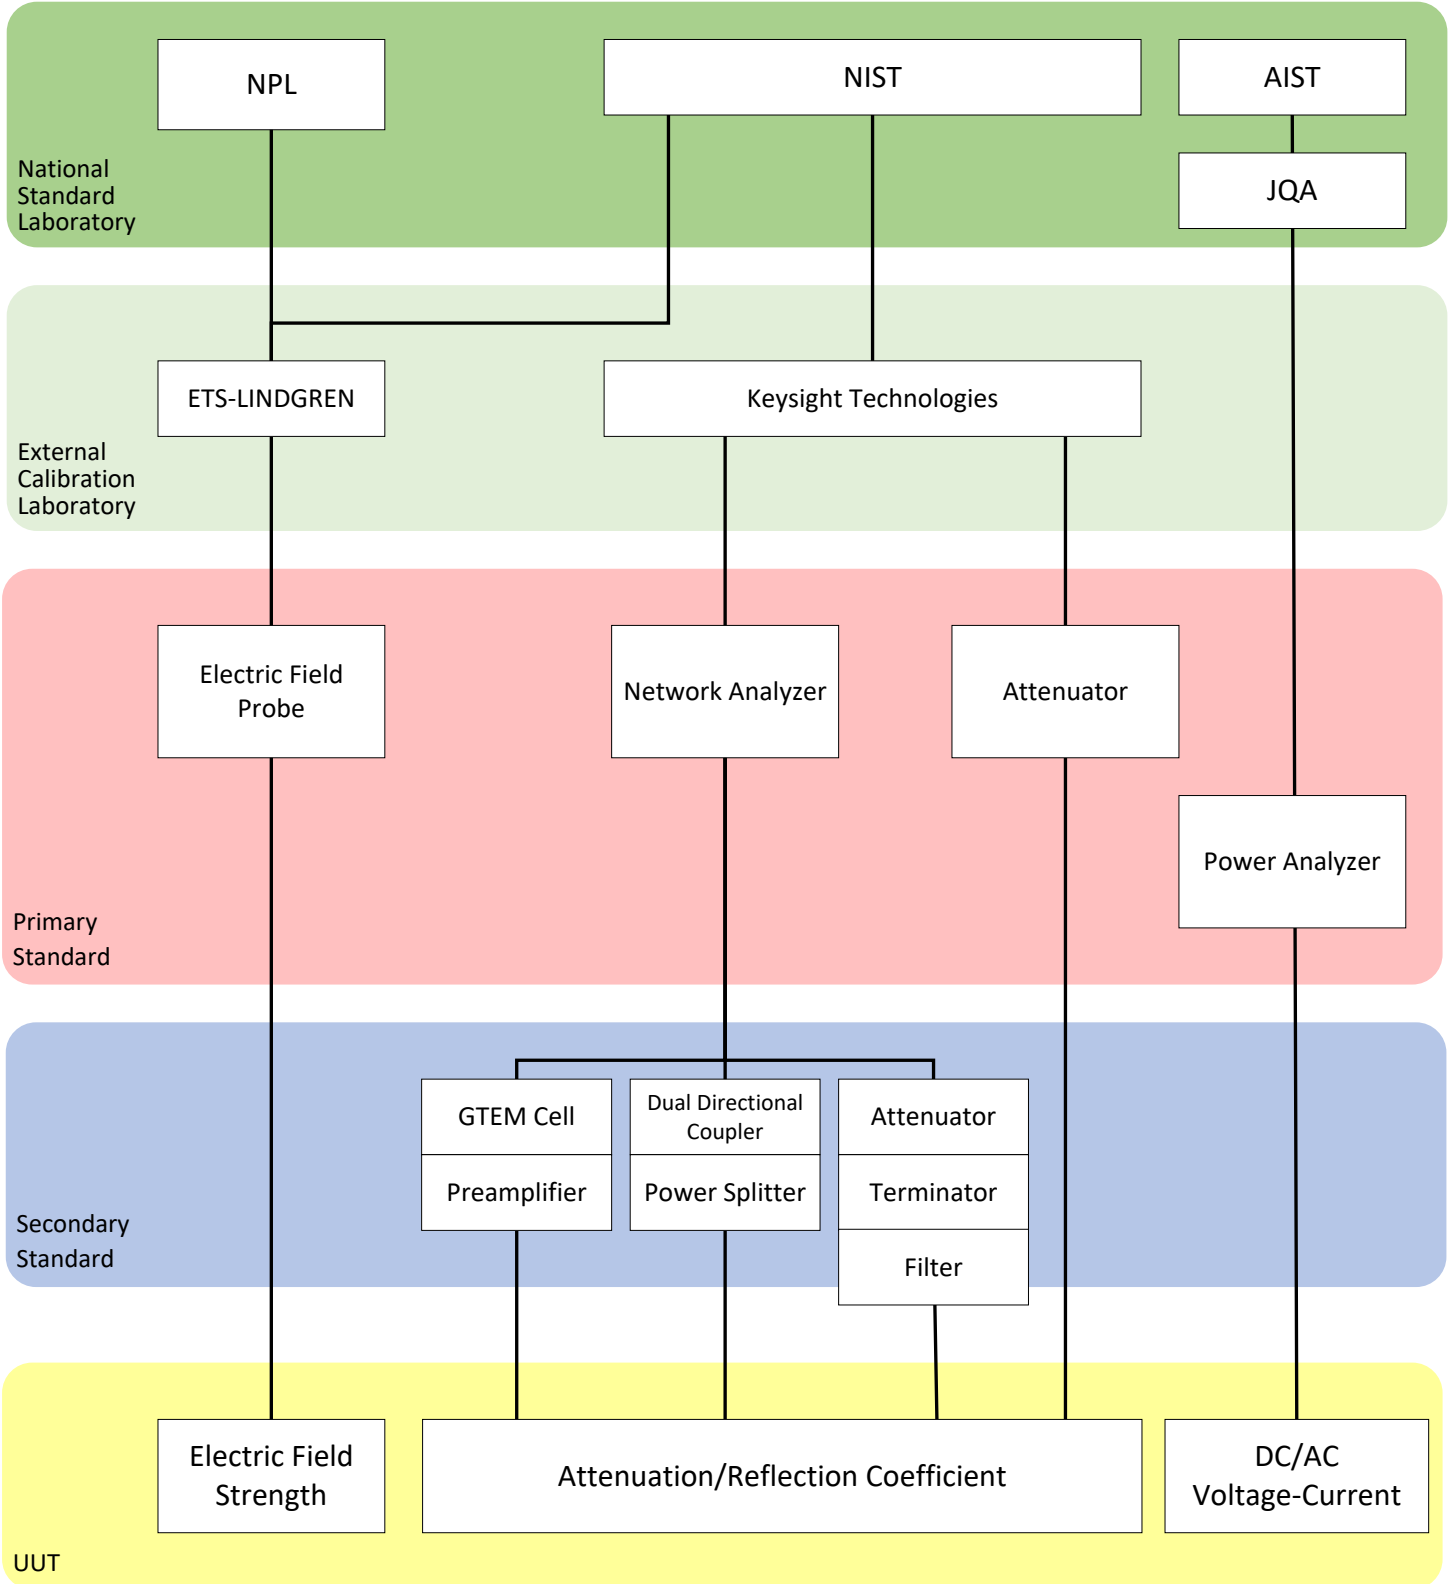 NPL
NIST
AIST
JQA
National
Standard
Laboratory
ETS-LINDGREN
Keysight Technologies
External
Calibration
Laboratory
Electric Field
Probe
Network Analyzer
Attenuator
Power Analyzer
Primary
Standard
GTEM Cell
Dual Directional
Coupler
Attenuator
Preamplifier
Power Splitter
Terminator
Filter
Secondary
Standard
Electric Field
Strength
Attenuation/Reflection Coefficient
DC/AC
Voltage-Current
UUT